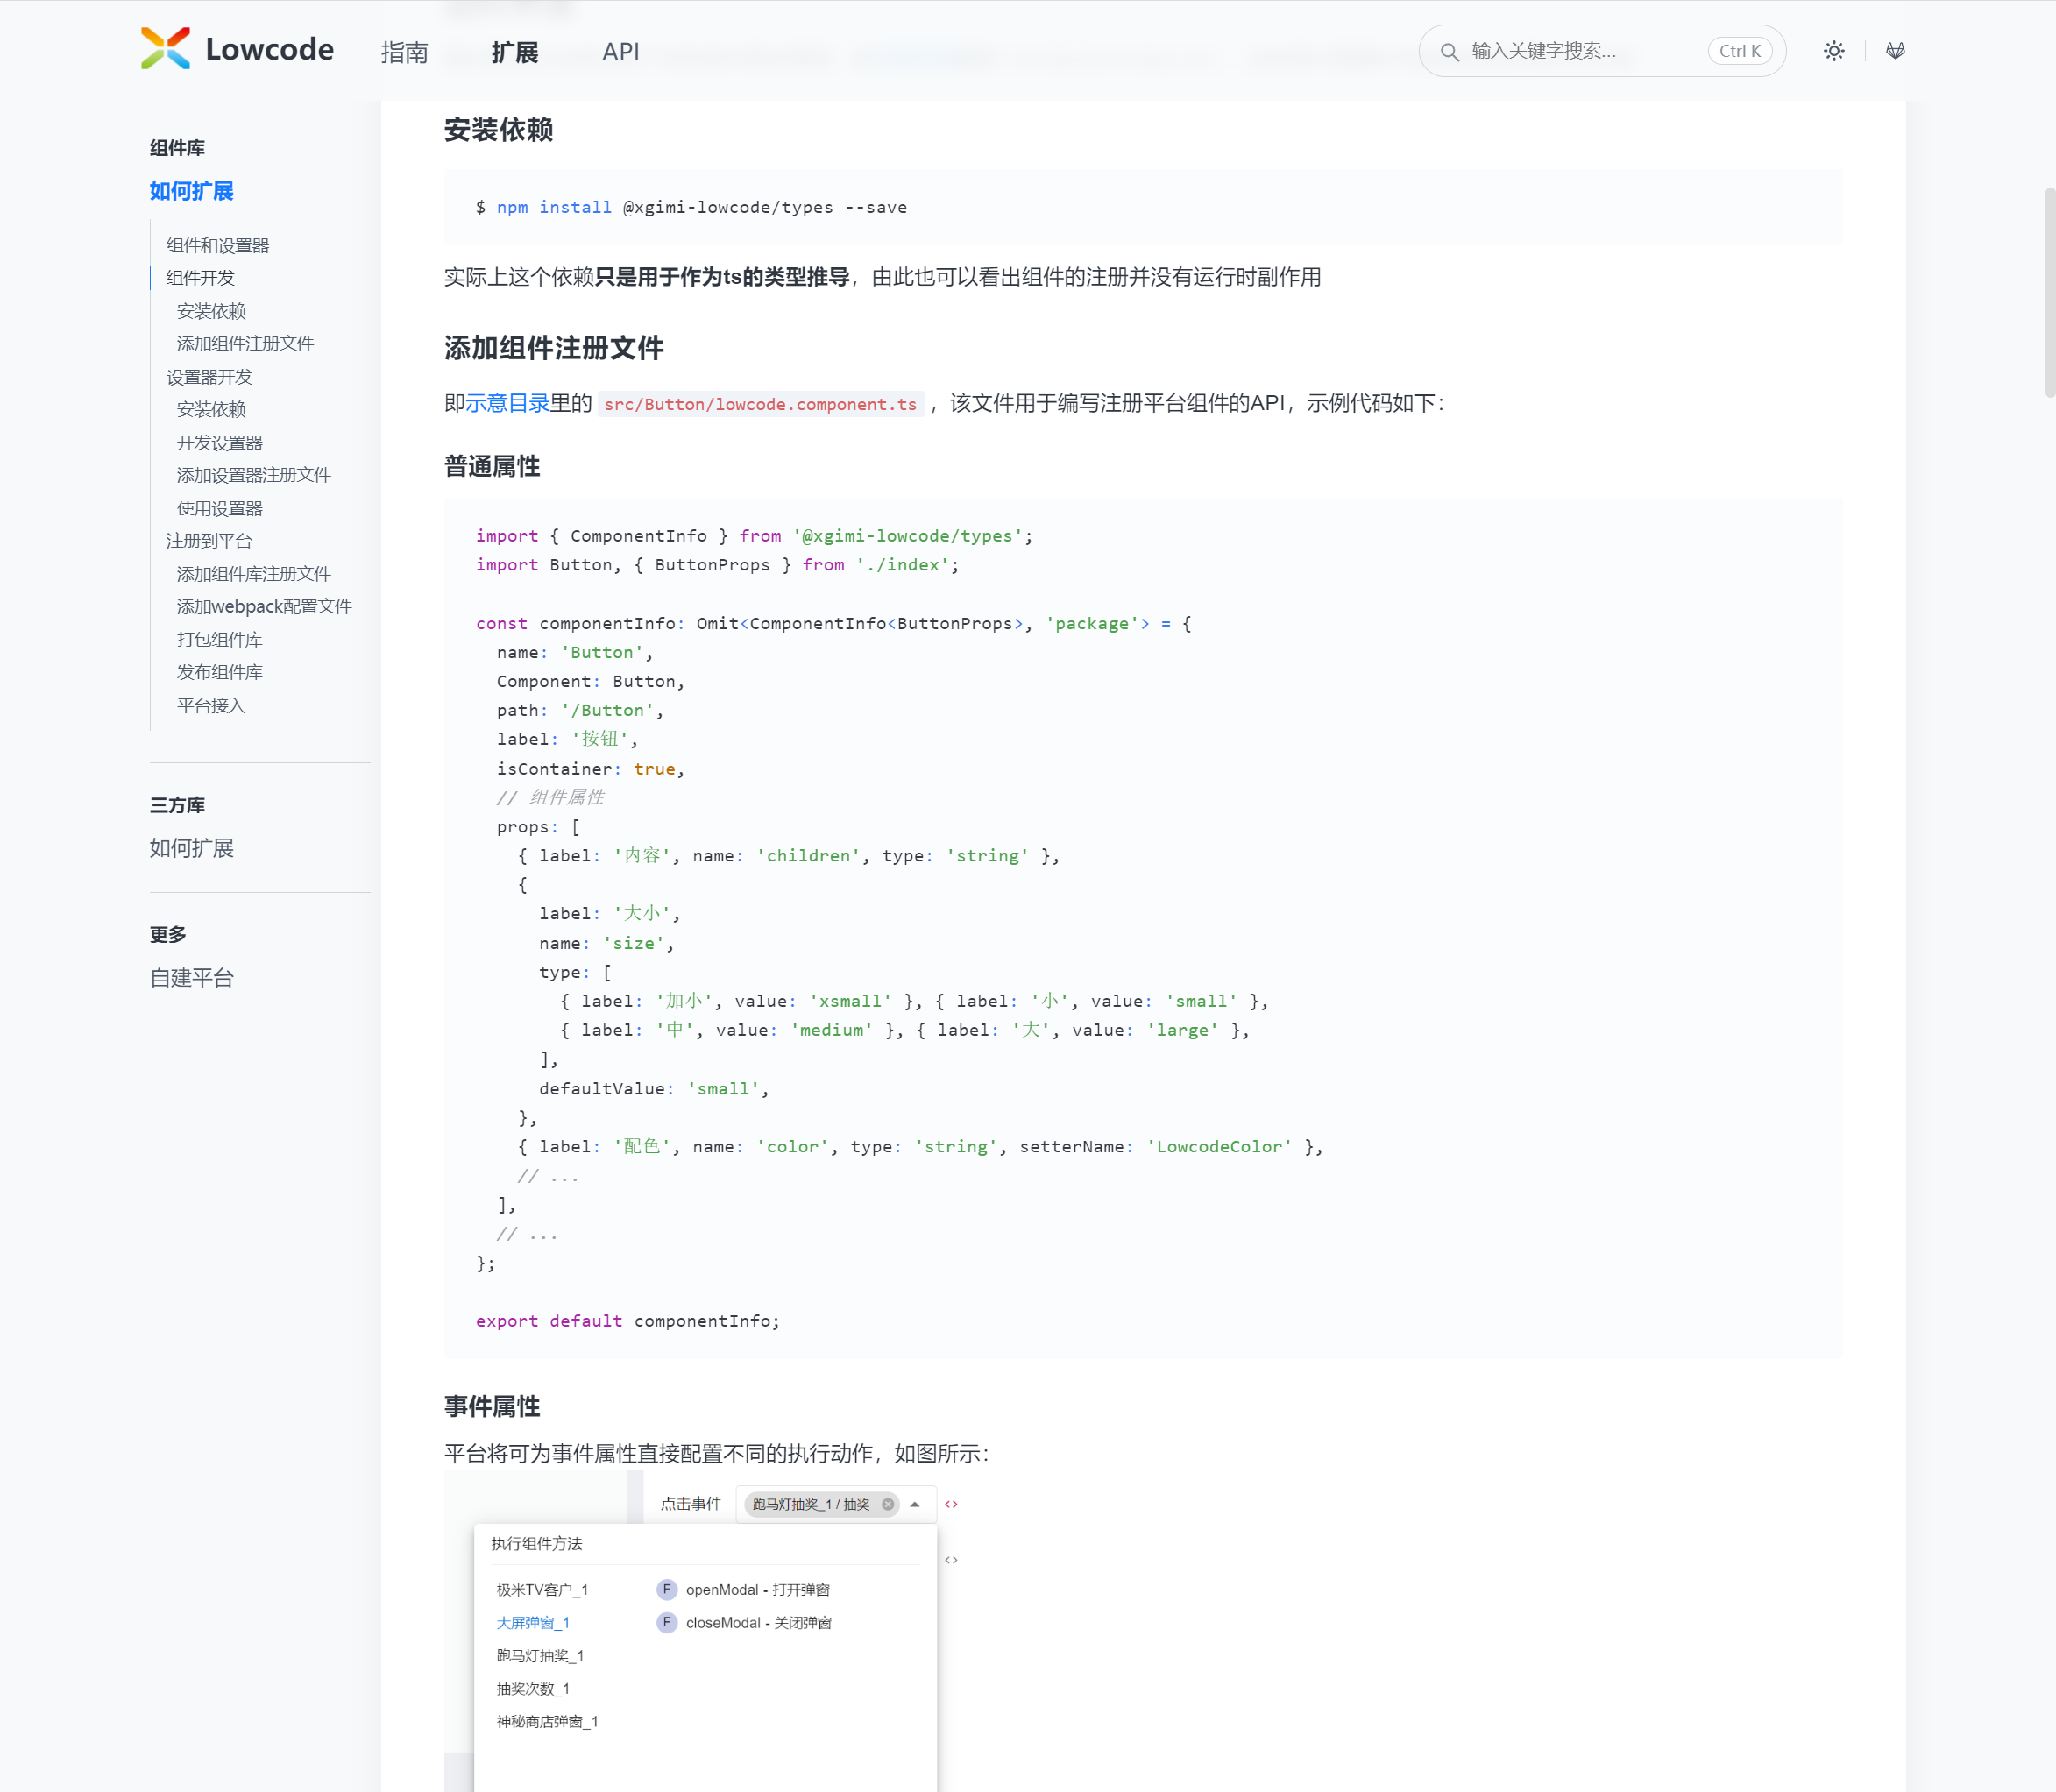 Lowcode
指南
扩展
API
输入关键字搜索...
Ctrl K
组件库
如何扩展
组件和设置器
组件开发
安装依赖
添加组件注册文件
设置器开发
安装依赖
开发设置器
添加设置器注册文件
使用设置器
注册到平台
添加组件库注册文件
添加webpack配置文件
打包组件库
发布组件库
平台接入
三方库
如何扩展
更多
自建平台
安装依赖
$ npm install @xgimi-lowcode/types --save
实际上这个依赖只是用于作为ts的类型推导，由此也可以看出组件的注册并没有运行时副作用
添加组件注册文件
即示意目录里的 src/Button/lowcode.component.ts ，该文件用于编写注册平台组件的API，示例代码如下：
普通属性
import { ComponentInfo } from '@xgimi-lowcode/types';
import Button, { ButtonProps } from './index';
const componentInfo: Omit<ComponentInfo<ButtonProps>, 'package'> = {
  name: 'Button',
  Component: Button,
  path: '/Button',
  label: '按钮',
  isContainer: true,
  // 组件属性
  props: [
    { label: '内容', name: 'children', type: 'string' },
    {
      label: '大小',
      name: 'size',
      type: [
        { label: '加小', value: 'xsmall' }, { label: '小', value: 'small' },
        { label: '中', value: 'medium' }, { label: '大', value: 'large' },
      ],
      defaultValue: 'small',
    },
    { label: '配色', name: 'color', type: 'string', setterName: 'LowcodeColor' },
    // ...
  ],
  // ...
};
export default componentInfo;
事件属性
平台将可为事件属性直接配置不同的执行动作，如图所示：
点击事件
跑马灯抽奖_1 / 抽奖
<>
执行组件方法
<>
极米TV客户_1
F openModal - 打开弹窗
大屏弹窗_1
F closeModal - 关闭弹窗
跑马灯抽奖_1
抽奖次数_1
神秘商店弹窗_1